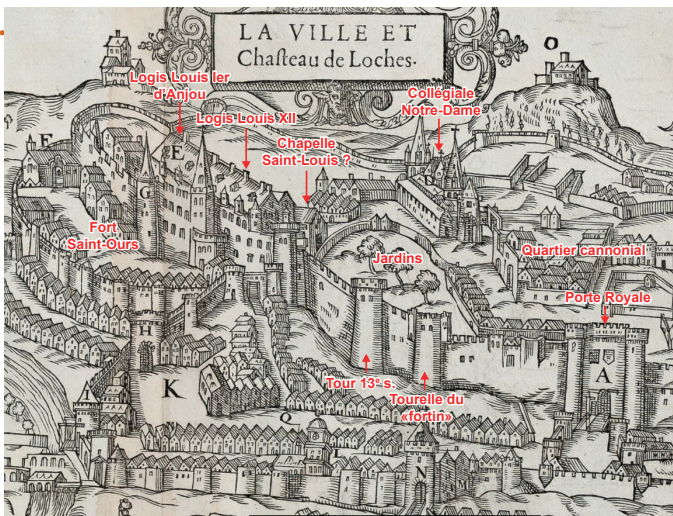 LA VILLE ET
Chaſteau de Loches.
O
Logis Louis Ier
d'Anjou
Logis Louis XII
Collégiale
Notre-Dame
Chapelle
Saint-Louis ?
F
E
G
Fort
Saint-Ours
Jardins
Quartier cannonial
Porte Royale
H
A
Tour 13e s.
K
I
Tourelle du
«fortin»
Q
N